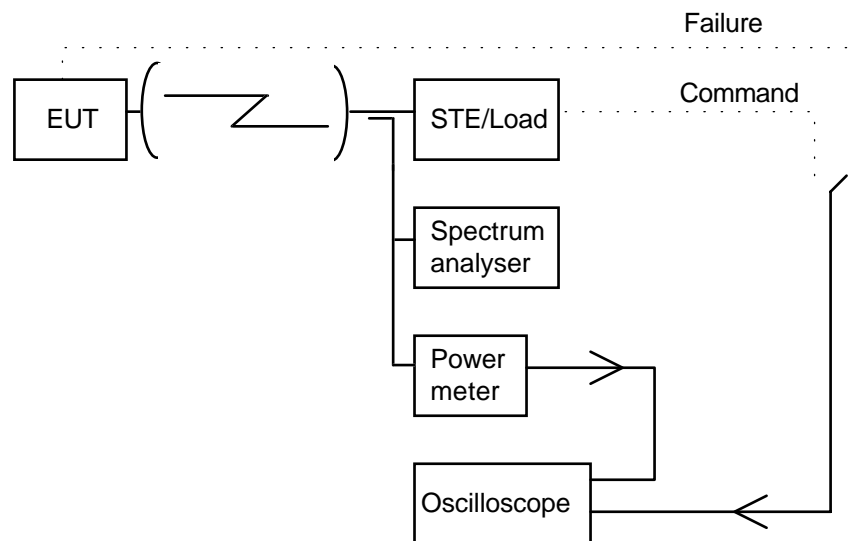 Failure
Command
EUT
STE/Load
Spectrum
analyser
Power
meter
Oscilloscope